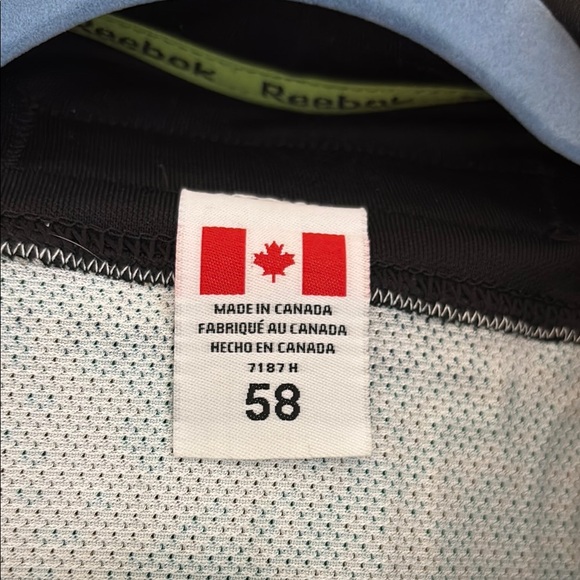 Reebok Reebok
MADE IN CANADA
FABRIQUÉ AU CANADA
HECHO EN CANADA
7187 H
58